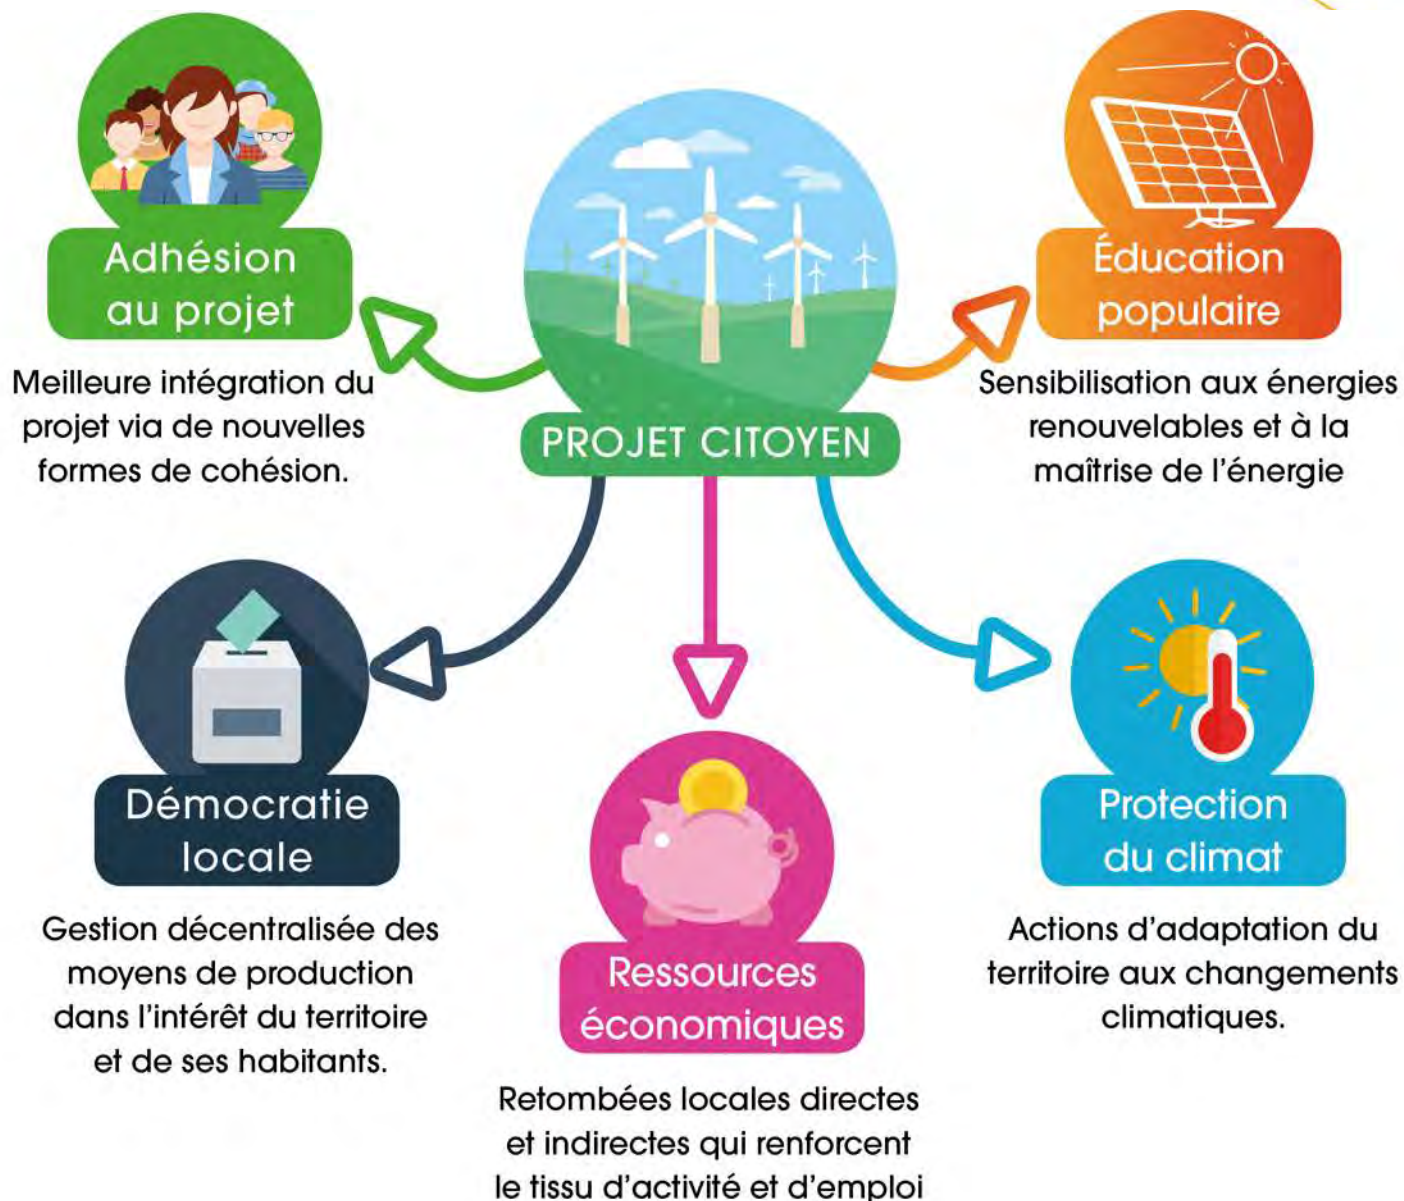 Adhésion
au projet
Meilleure intégration du
projet via de nouvelles
formes de cohésion.
PROJET CITOYEN
Éducation
populaire
Sensibilisation aux énergies
renouvelables et à la
maîtrise de l'énergie
Démocratie
locale
Gestion décentralisée des
moyens de production
dans l'intérêt du territoire
et de ses habitants.
Ressources
économiques
Retombées locales directes
et indirectes qui renforcent
le tissu d'activité et d'emploi
Protection
du climat
Actions d'adaptation du
territoire aux changements
climatiques.